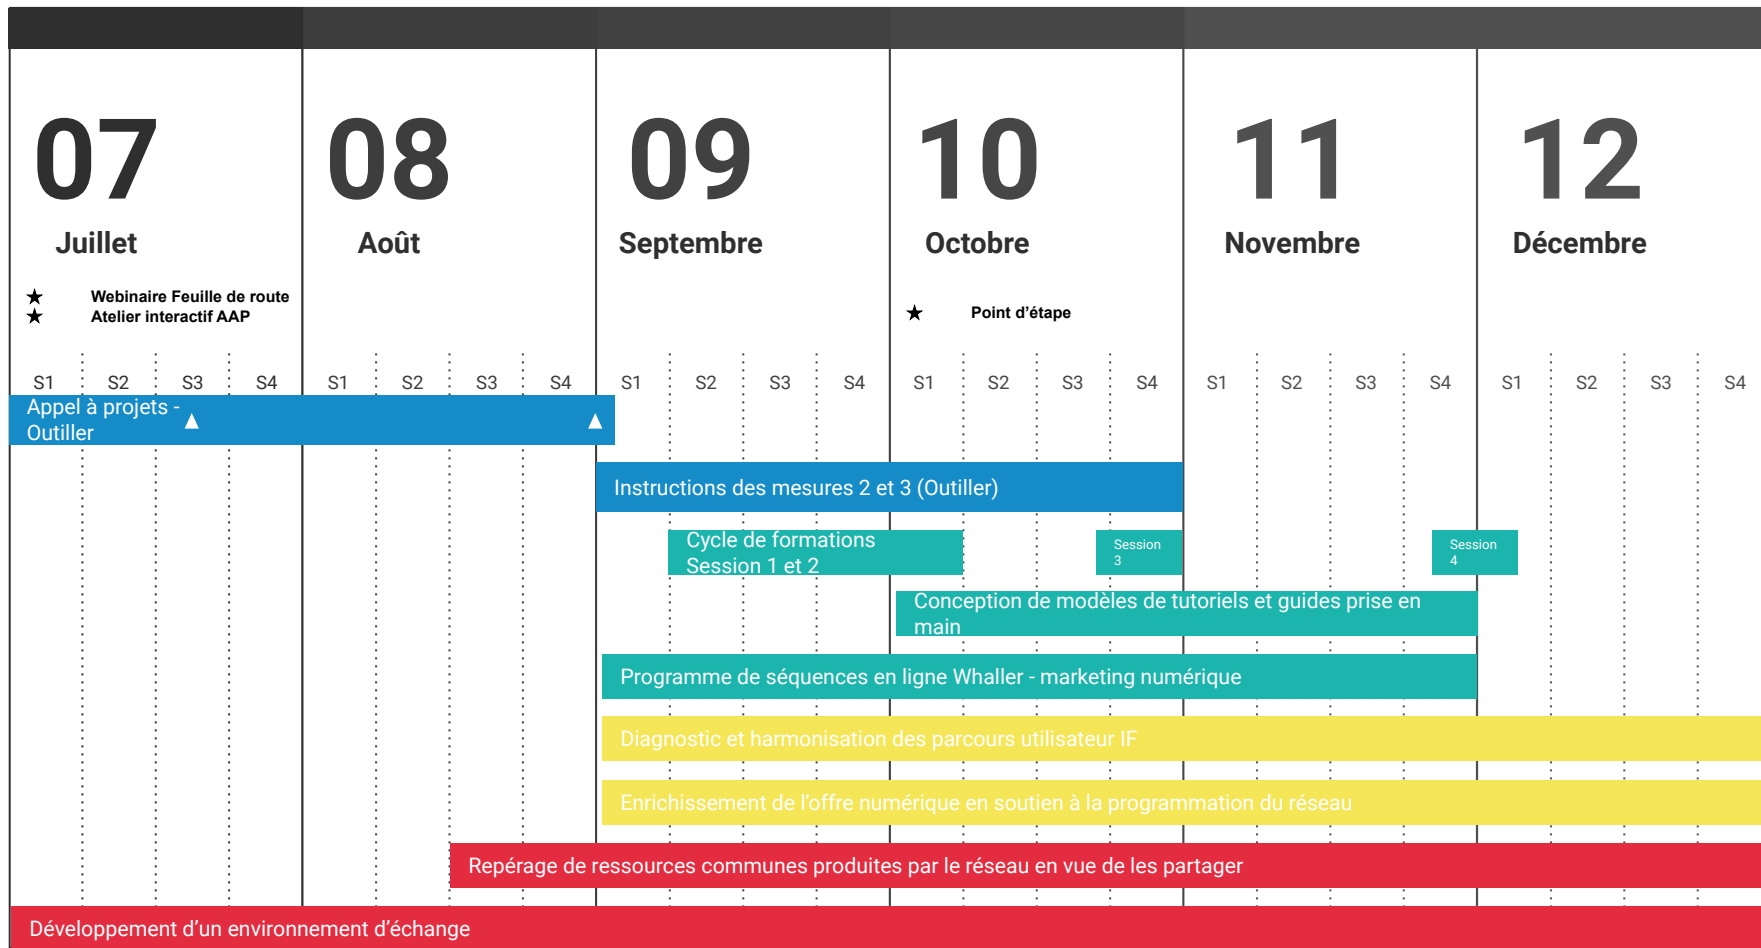 07
08
09
10
11
12
Juillet
Août
Septembre
Octobre
Novembre
Décembre
★ Webinaire Feuille de route
★ Atelier interactif AAP
★ Point d’étape
S1 S2 S3 S4 S1 S2 S3 S4 S1 S2 S3 S4 S1 S2 S3 S4 S1 S2 S3 S4 S1 S2 S3 S4
Appel à projets -
Outiller
Instructions des mesures 2 et 3 (Outiller)
Cycle de formations
Session 1 et 2
Session
3
Session
4
Conception de modèles de tutoriels et guides prise en
main
Programme de séquences en ligne Whaller - marketing numérique
Diagnostic et harmonisation des parcours utilisateur IF
Enrichissement de l’offre numérique en soutien à la programmation du réseau
Repérage de ressources communes produites par le réseau en vue de les partager
Développement d’un environnement d’échange